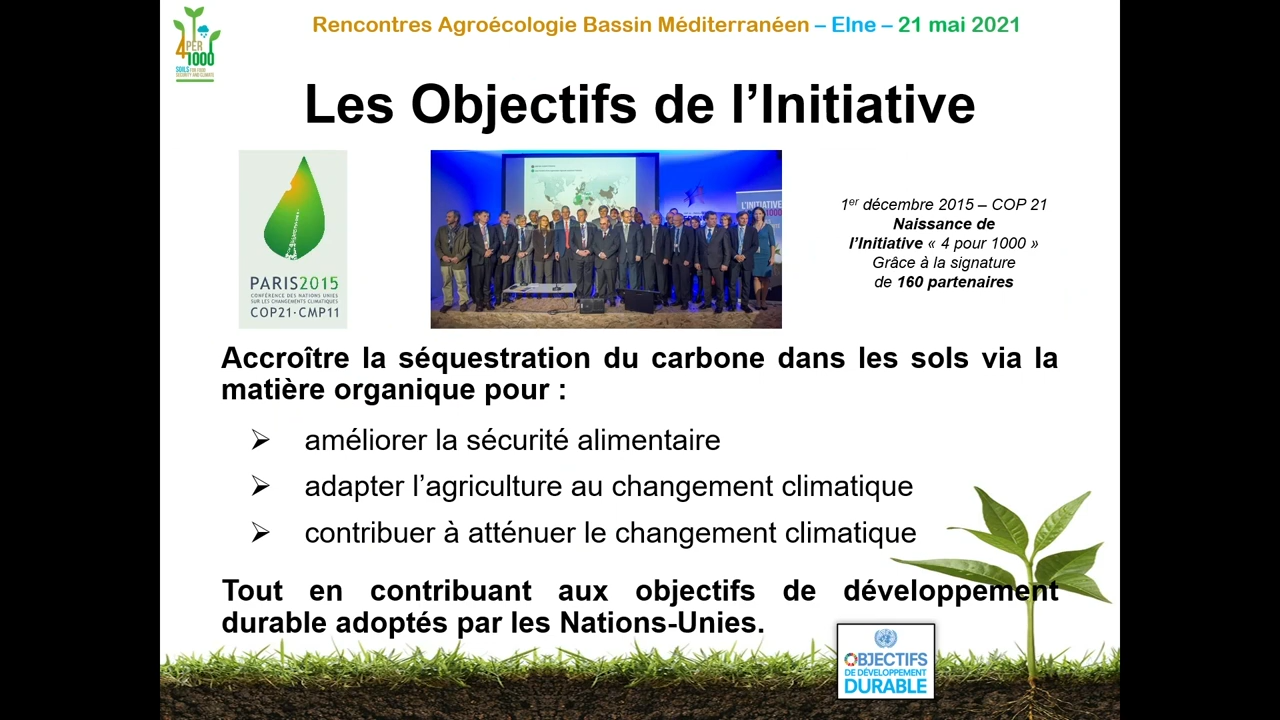 Rencontres Agroécologie Bassin Méditerranéen – Elne – 21 mai 2021
4 PER
1000
SOILS FOR FOOD
SECURITY AND CLIMATE
Les Objectifs de l’Initiative
PARIS2015
CONFÉRENCE DES NATIONS UNIES
SUR LES CHANGEMENTS CLIMATIQUES
COP21·CMP11
L'INITIATIVE
1er décembre 2015 – COP 21
Naissance de
l’Initiative « 4 pour 1000 »
Grâce à la signature
de 160 partenaires
Accroître la séquestration du carbone dans les sols via la
matière organique pour :
➢ améliorer la sécurité alimentaire
➢ adapter l’agriculture au changement climatique
➢ contribuer à atténuer le changement climatique
Tout en contribuant aux objectifs de développement
durable adoptés par les Nations-Unies.
OBJECTIFS
DE DÉVELOPPEMENT
DURABLE